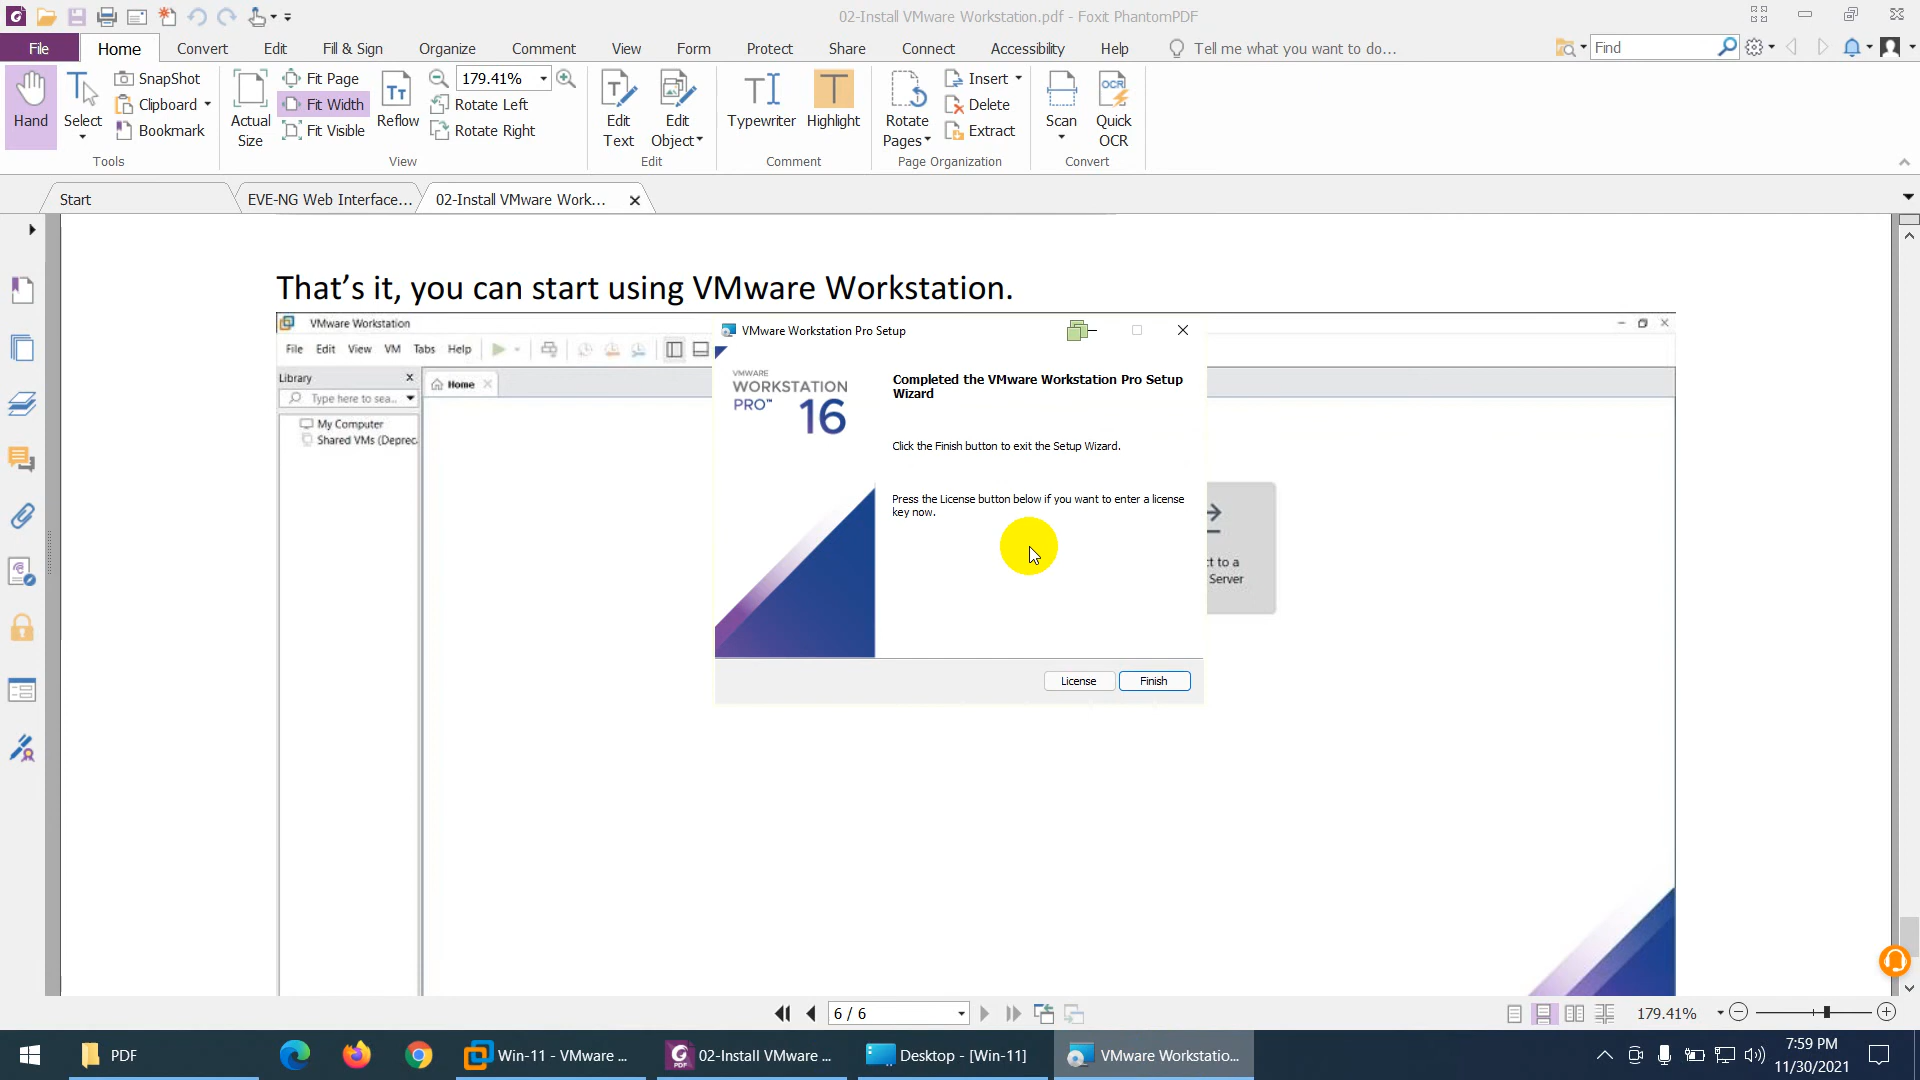 02-Install VMware Workstation.pdf - Foxit PhantomPDF
File
Home
Convert
Edit
Fill & Sign
Organize
Comment
View
Form
Protect
Share
Connect
Accessibility
Help
Tell me what you want to do...
Find
Hand
Select
SnapShot
Clipboard
Bookmark
Tools
Actual Size
Fit Page
Fit Width
Fit Visible
Reflow
179.41%
Rotate Left
Rotate Right
View
Edit Text
Edit Object
Edit
Typewriter
Highlight
Comment
Rotate Pages
Insert
Delete
Extract
Page Organization
Scan
Quick OCR
Convert
Start
EVE-NG Web Interface...
02-Install VMware Work...
That's it, you can start using VMware Workstation.
VMware Workstation
File Edit View VM Tabs Help
Library
Home
Type here to sea..
My Computer
Shared VMs (Deprec
VMware Workstation Pro Setup
VMWARE
WORKSTATION
PRO™ 16
Completed the VMware Workstation Pro Setup
Wizard
Click the Finish button to exit the Setup Wizard.
Press the License button below if you want to enter a license
key now.
ct to a
Server
License
Finish
6 / 6
179.41%
PDF
Win-11 - VMware ...
02-Install VMware ...
Desktop - [Win-11]
VMware Workstatio...
7:59 PM
11/30/2021